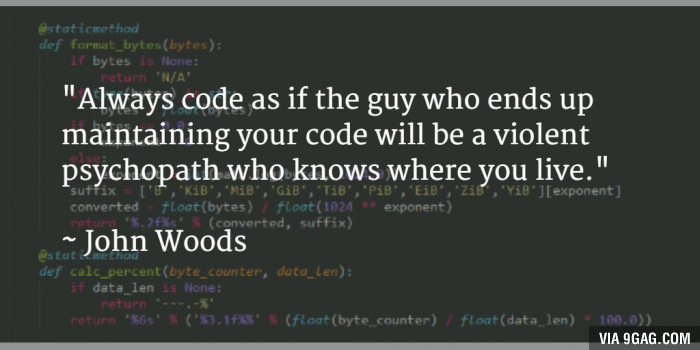 @staticmethod
def format_bytes(bytes):
if bytes is None:
return 'N/A'
"Always code as if the guy who ends up
maintaining your code will be a violent
else:
psychopath who knows where you live."
suffix = ['B','KiB','MiB','GiB','TiB','PiB','EiB','ZiB','YiB'][exponent]
converted = float(bytes) / float(1024 ** exponent)
return '%.2f%s' % (converted, suffix)
~ John Woods
@staticmethod
def calc_percent(byte_counter, data_len):
if data_len is None:
return '---.-%'
return '%6s' % ('%3.1f%%' % (float(byte_counter) / float(data_len) * 100.0))
VIA 9GAG.COM